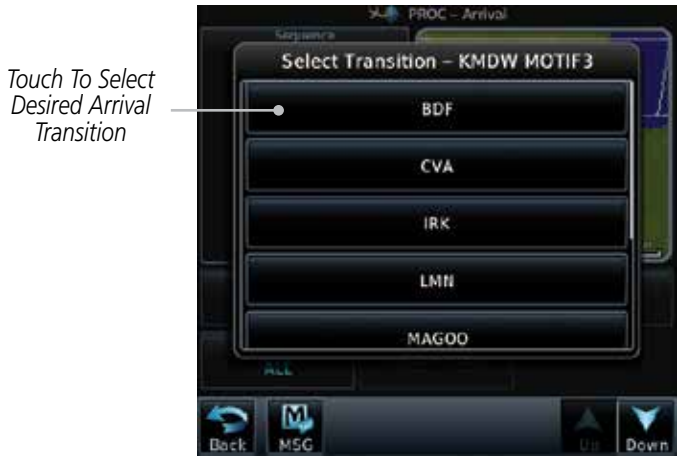 PROC – Arrival
Sequence
Select Transition – KMDW MOTIF3
Touch To Select
Desired Arrival
Transition
BDF
CVA
IRK
LMN
MAGOO
ALL
Back
MSG
Up
Down